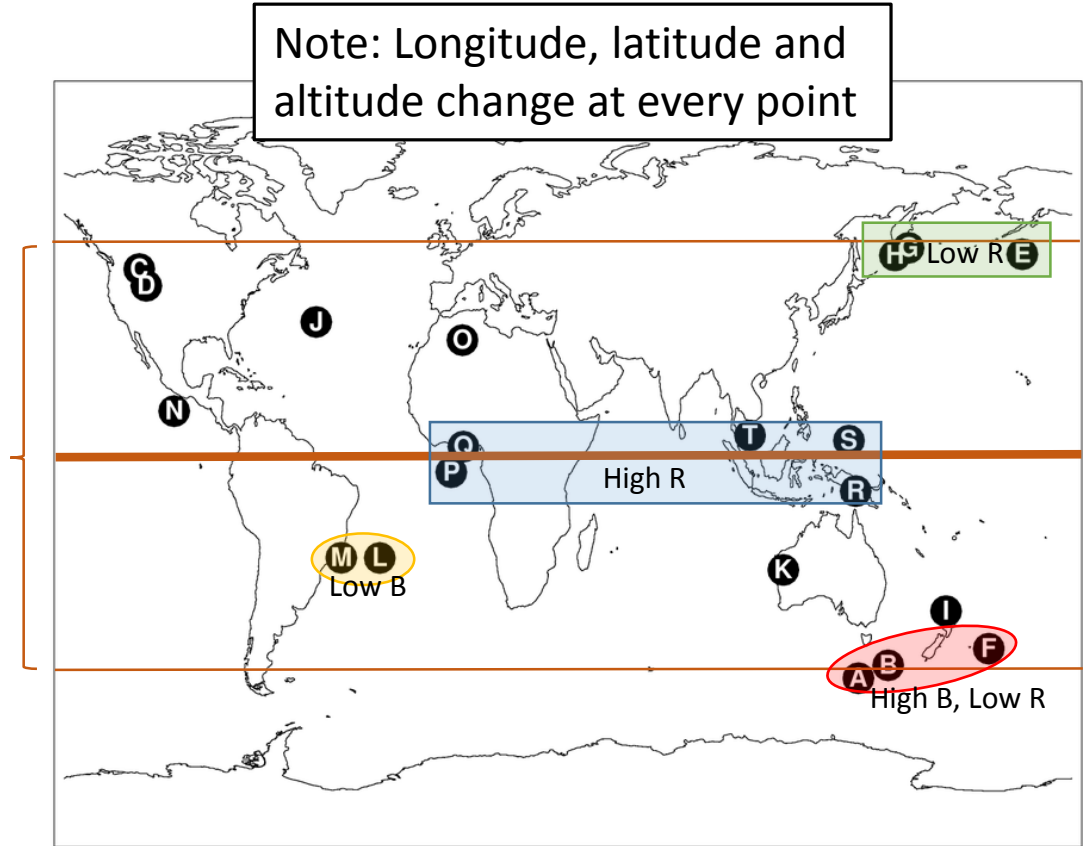 Note: Longitude, latitude and
altitude change at every point
C
D
H
G
Low R
E
J
O
N
Q
T
S
P
High R
R
M
L
Low B
K
I
F
B
A
High B, Low R